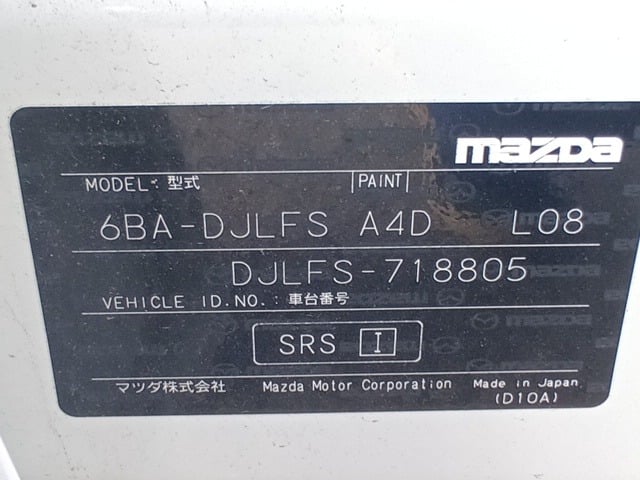 mazda
MODEL: 型式 PAINT
6BA-DJLFS A4D L08
DJLFS-718805
VEHICLE ID.NO.: 車台番号
SRS I
マツダ株式会社 Mazda Motor Corporation Made in Japan
(D10A)